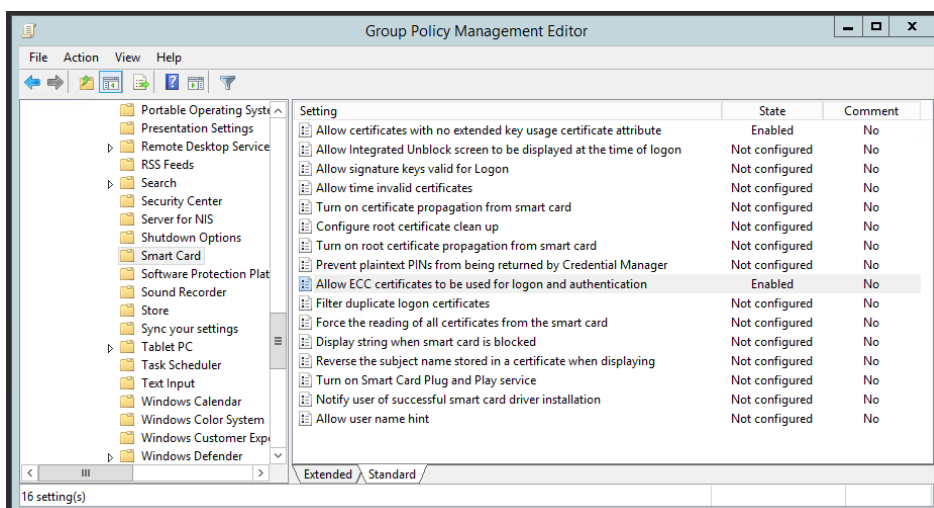 Group Policy Management Editor
File Action View Help
Portable Operating Syste
Presentation Settings
Remote Desktop Service
RSS Feeds
Search
Security Center
Server for NIS
Shutdown Options
Smart Card
Software Protection Plat
Sound Recorder
Store
Sync your settings
Tablet PC
Task Scheduler
Text Input
Windows Calendar
Windows Color System
Windows Customer Expe
Windows Defender
Setting State Comment
Allow certificates with no extended key usage certificate attribute Enabled No
Allow Integrated Unblock screen to be displayed at the time of logon Not configured No
Allow signature keys valid for Logon Not configured No
Allow time invalid certificates Not configured No
Turn on certificate propagation from smart card Not configured No
Configure root certificate clean up Not configured No
Turn on root certificate propagation from smart card Not configured No
Prevent plaintext PINs from being returned by Credential Manager Not configured No
Allow ECC certificates to be used for logon and authentication Enabled No
Filter duplicate logon certificates Not configured No
Force the reading of all certificates from the smart card Not configured No
Display string when smart card is blocked Not configured No
Reverse the subject name stored in a certificate when displaying Not configured No
Turn on Smart Card Plug and Play service Not configured No
Notify user of successful smart card driver installation Not configured No
Allow user name hint Not configured No
Extended Standard
16 setting(s)